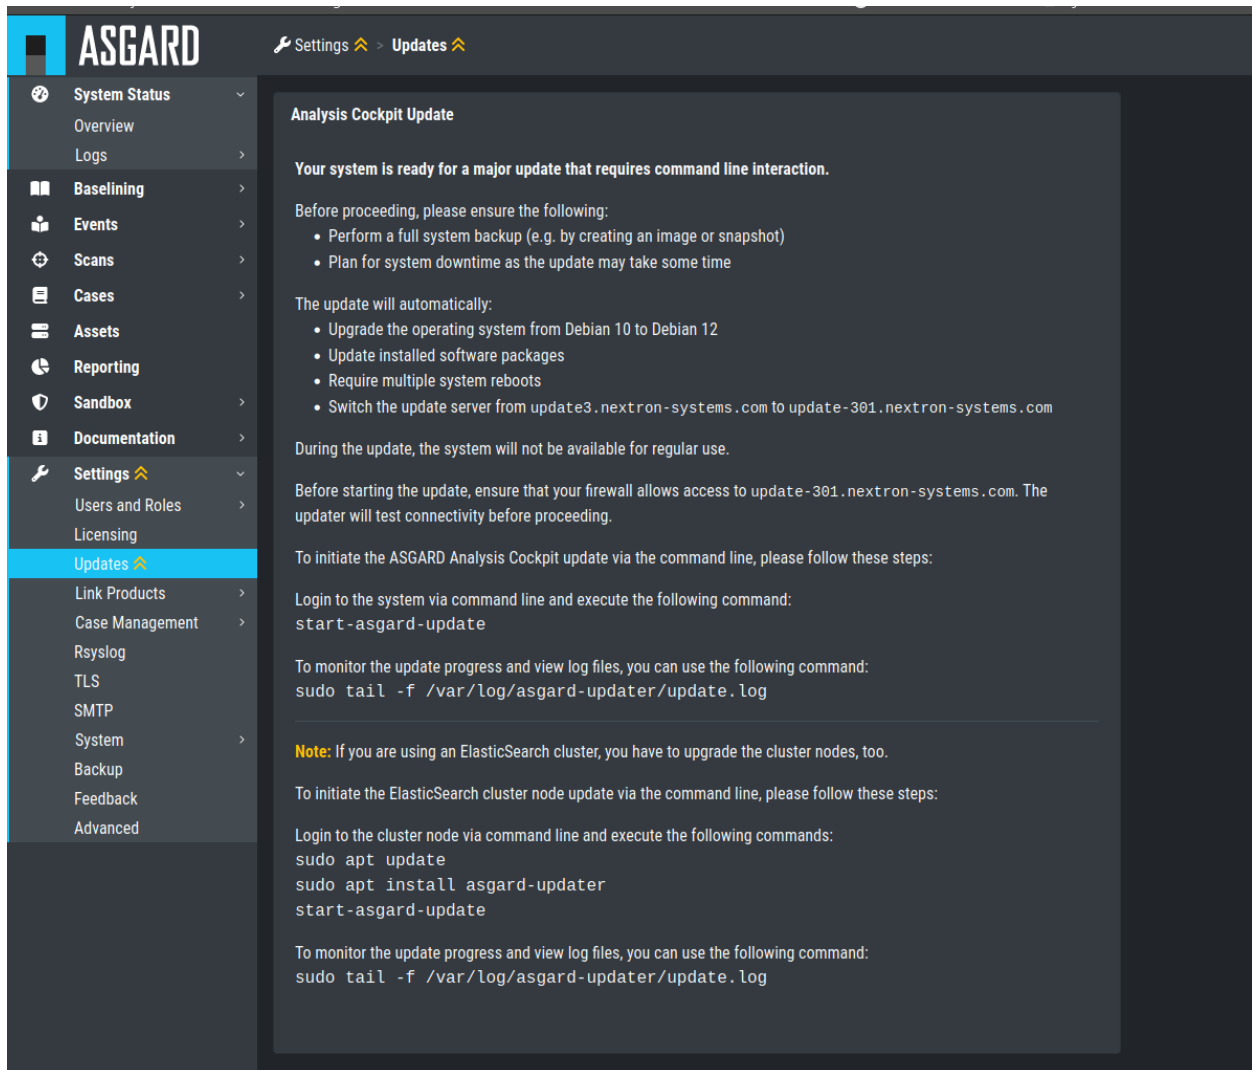 ASGARD
Settings > Updates
System Status
Overview
Logs
Baselining
Events
Scans
Cases
Assets
Reporting
Sandbox
Documentation
Settings
Users and Roles
Licensing
Updates
Link Products
Case Management
Rsyslog
TLS
SMTP
System
Backup
Feedback
Advanced
Analysis Cockpit Update
Your system is ready for a major update that requires command line interaction.
Before proceeding, please ensure the following:
• Perform a full system backup (e.g. by creating an image or snapshot)
• Plan for system downtime as the update may take some time
The update will automatically:
• Upgrade the operating system from Debian 10 to Debian 12
• Update installed software packages
• Require multiple system reboots
• Switch the update server from update3.nextron-systems.com to update-301.nextron-systems.com
During the update, the system will not be available for regular use.
Before starting the update, ensure that your firewall allows access to update-301.nextron-systems.com. The
updater will test connectivity before proceeding.
To initiate the ASGARD Analysis Cockpit update via the command line, please follow these steps:
Login to the system via command line and execute the following command:
start-asgard-update
To monitor the update progress and view log files, you can use the following command:
sudo tail -f /var/log/asgard-updater/update.log
Note: If you are using an ElasticSearch cluster, you have to upgrade the cluster nodes, too.
To initiate the ElasticSearch cluster node update via the command line, please follow these steps:
Login to the cluster node via command line and execute the following commands:
sudo apt update
sudo apt install asgard-updater
start-asgard-update
To monitor the update progress and view log files, you can use the following command:
sudo tail -f /var/log/asgard-updater/update.log